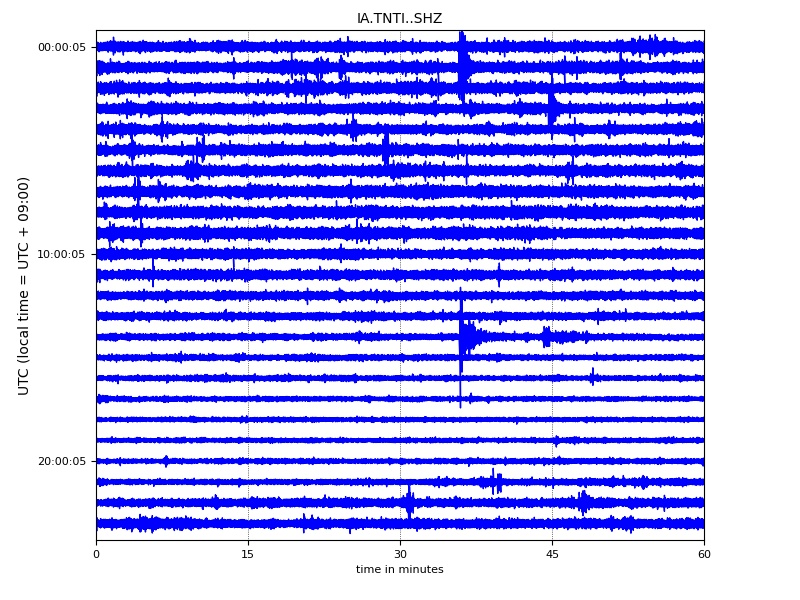 IA.TNTI..SHZ
00:00:05
10:00:05
20:00:05
UTC (local time = UTC + 09:00)
0 15 30 45 60
time in minutes